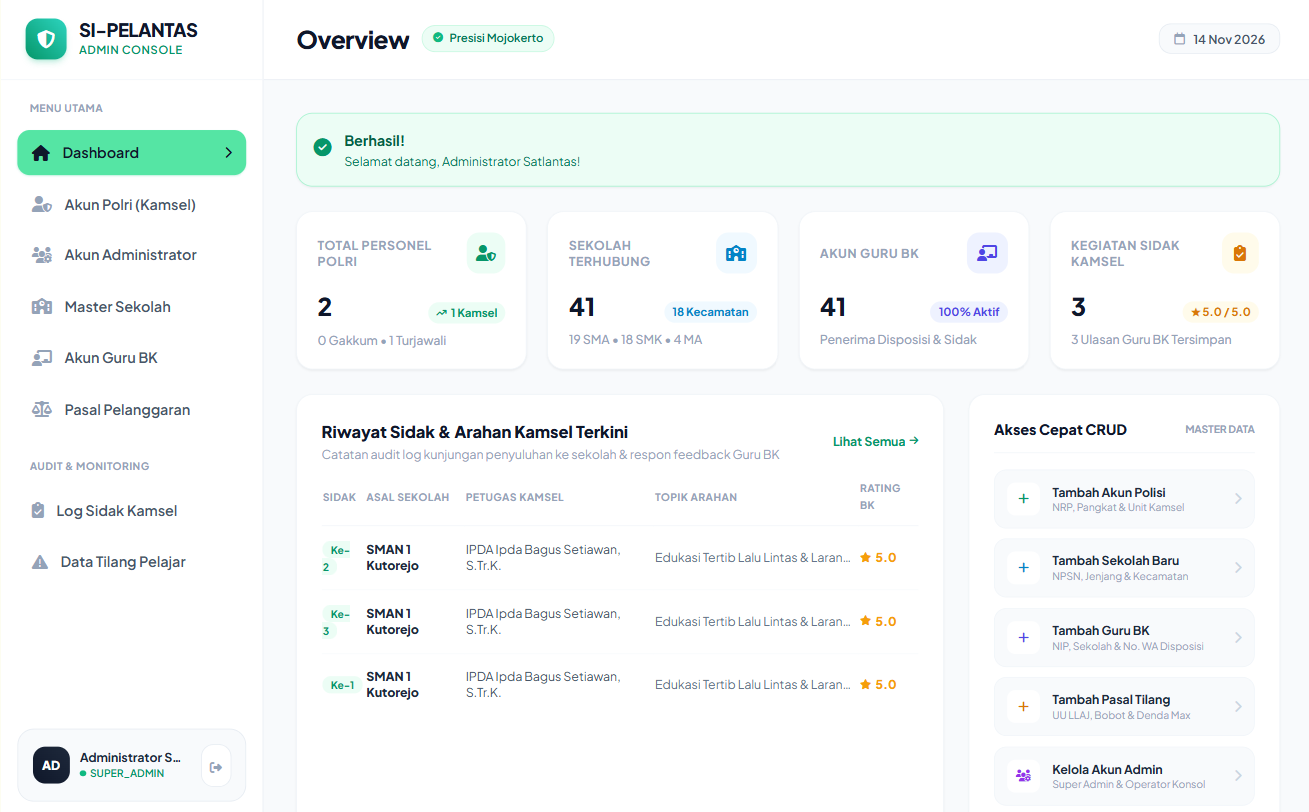 SI-PELANTAS
ADMIN CONSOLE
MENU UTAMA
Dashboard
Akun Polri (Kamsel)
Akun Administrator
Master Sekolah
Akun Guru BK
Pasal Pelanggaran
AUDIT & MONITORING
Log Sidak Kamsel
Data Tilang Pelajar
AD
Administrator S...
SUPER_ADMIN
Overview
Presisi Mojokerto
14 Nov 2026
Berhasil!
Selamat datang, Administrator Satlantas!
TOTAL PERSONEL
POLRI
2
1 Kamsel
0 Gakkum • 1 Turjawali
SEKOLAH
TERHUBUNG
41
18 Kecamatan
19 SMA • 18 SMK • 4 MA
AKUN GURU BK
41
100% Aktif
Penerima Disposisi & Sidak
KEGIATAN SIDAK
KAMSEL
3
5.0 / 5.0
3 Ulasan Guru BK Tersimpan
Riwayat Sidak & Arahan Kamsel Terkini
Catatan audit log kunjungan penyuluhan ke sekolah & respon feedback Guru BK
Lihat Semua
SIDAK ASAL SEKOLAH PETUGAS KAMSEL TOPIK ARAHAN RATING
BK
Ke- SMAN 1 IPDA Ipda Bagus Setiawan, Edukasi Tertib Lalu Lintas & Laran... 5.0
2 Kutorejo S.Tr.K.
Ke- SMAN 1 IPDA Ipda Bagus Setiawan, Edukasi Tertib Lalu Lintas & Laran... 5.0
3 Kutorejo S.Tr.K.
Ke-1 SMAN 1 IPDA Ipda Bagus Setiawan, Edukasi Tertib Lalu Lintas & Laran... 5.0
Kutorejo S.Tr.K.
Akses Cepat CRUD
MASTER DATA
Tambah Akun Polisi
NRP, Pangkat & Unit Kamsel
Tambah Sekolah Baru
NPSN, Jenjang & Kecamatan
Tambah Guru BK
NIP, Sekolah & No. WA Disposisi
Tambah Pasal Tilang
UU LLAJ, Bobot & Denda Max
Kelola Akun Admin
Super Admin & Operator Konsol